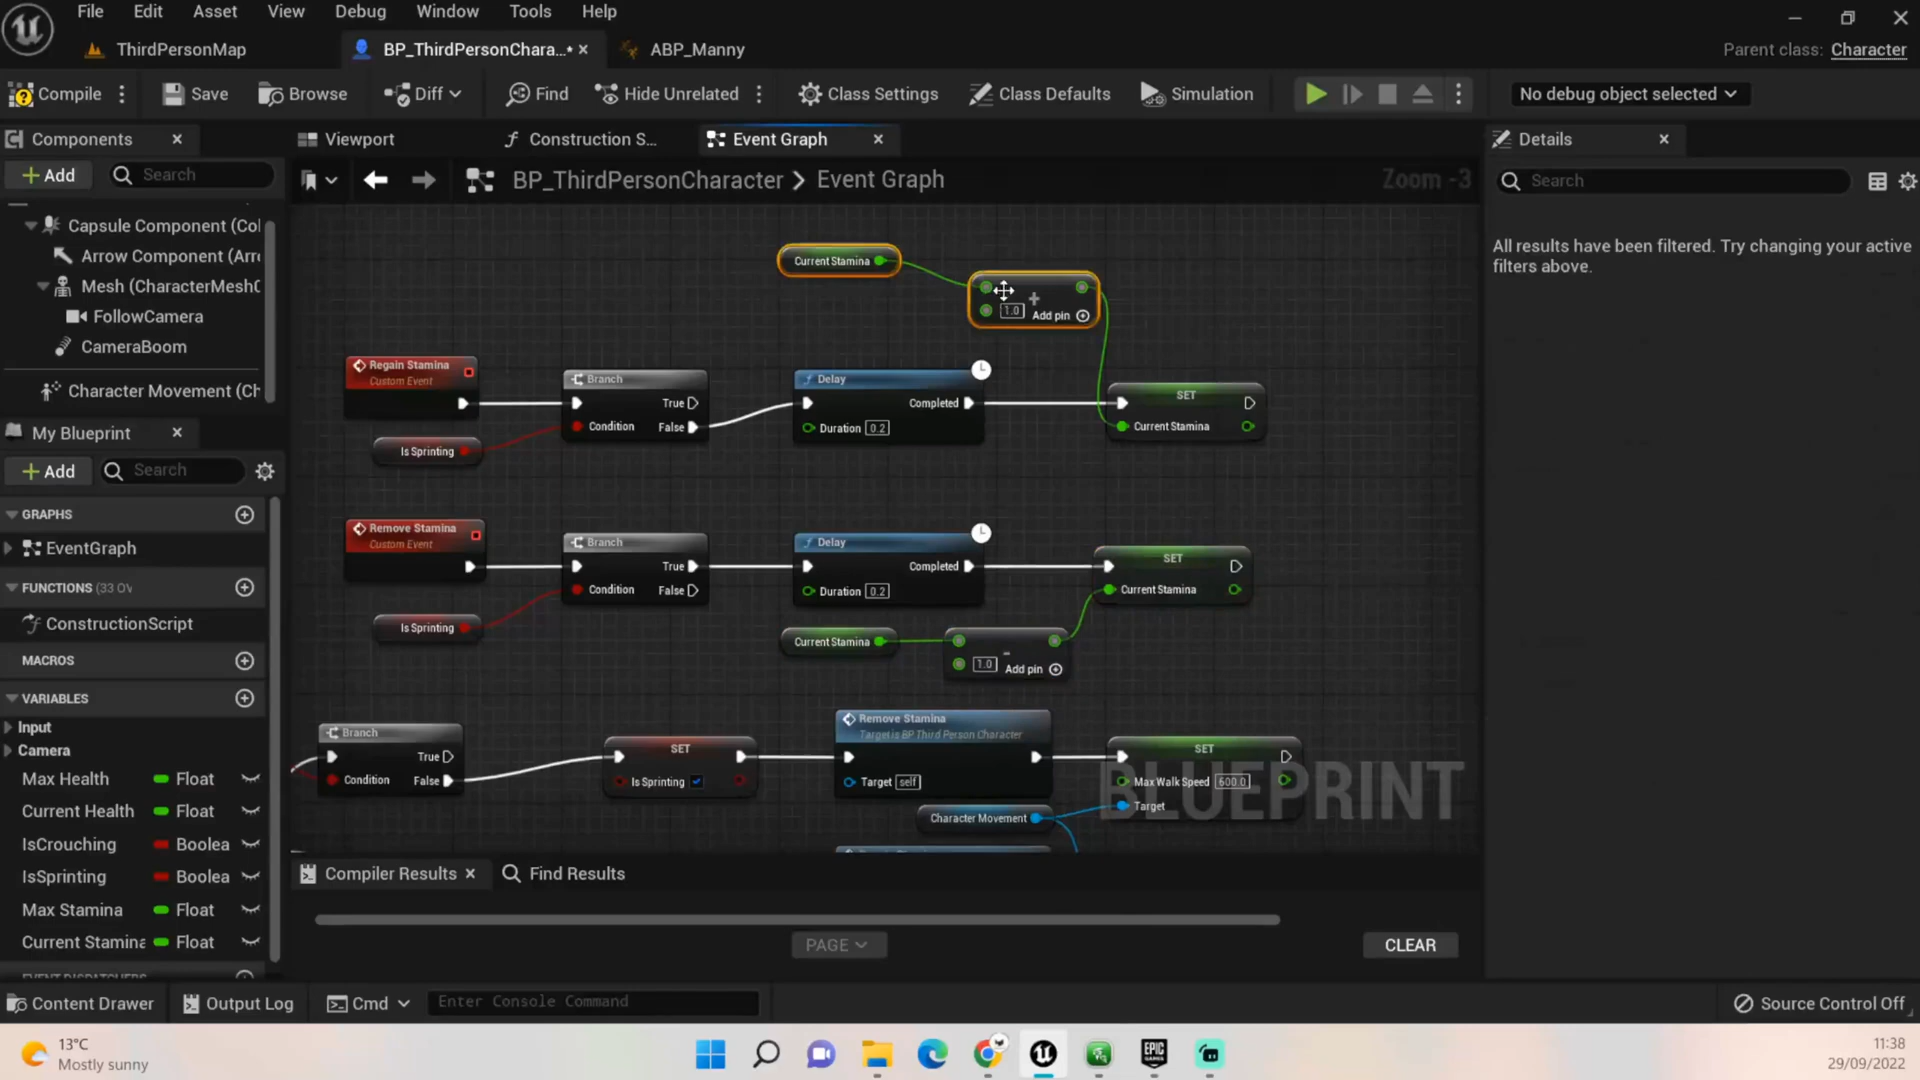 File Edit Asset View Debug Window Tools Help
ThirdPersonMap
BP_ThirdPersonChara...*
ABP_Manny
Parent class: Character
Compile
Save
Browse
Diff
Find
Hide Unrelated
Class Settings
Class Defaults
Simulation
No debug object selected
Components
Viewport
Construction S...
Event Graph
Details
Add
Search
BP_ThirdPersonCharacter > Event Graph
Zoom -3
Search
Capsule Component (Col
Arrow Component (Arr
Mesh (CharacterMeshC
FollowCamera
CameraBoom
Character Movement (Ch
All results have been filtered. Try changing your active
filters above.
Current Stamina
1.0
Add pin
Regain Stamina
Custom Event
Is Sprinting
Branch
True
Condition
False
Delay
Completed
Duration 0.2
SET
Current Stamina
My Blueprint
Add
Search
GRAPHS
EventGraph
FUNCTIONS (33 OV
ConstructionScript
MACROS
VARIABLES
Input
Camera
Max Health Float
Current Health Float
IsCrouching Boolea
IsSprinting Boolea
Max Stamina Float
Current Stamina Float
Remove Stamina
Custom Event
Is Sprinting
Branch
True
Condition
False
Delay
Completed
Duration 0.2
SET
Current Stamina
Current Stamina
1.0
Add pin
Branch
True
Condition
False
SET
Is Sprinting
Remove Stamina
Target is BP Third Person Character
Target self
SET
Max Walk Speed 600.0
Target
Character Movement
BLUEPRINT
Compiler Results
Find Results
PAGE
CLEAR
Content Drawer
Output Log
Cmd
Enter Console Command
Source Control Off
13°C
Mostly sunny
EPIC
GAMES
11:38
29/09/2022